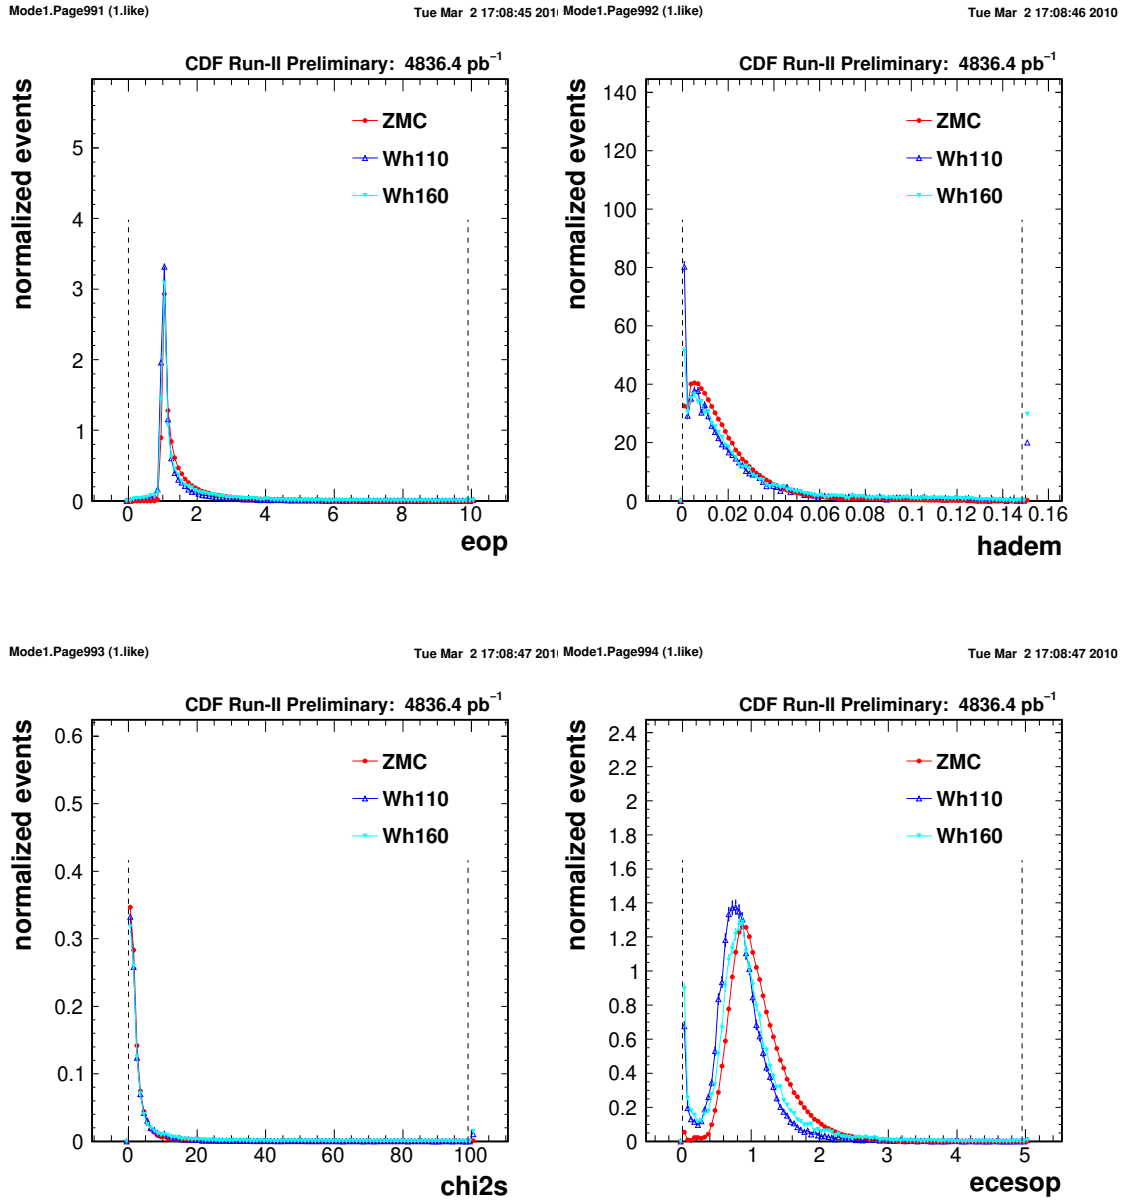 Mode1.Page991 (1.like)
Tue Mar 2 17:08:45 201
CDF Run-II Preliminary: 4836.4 pb−1
normalized events
ZMC
Wh110
Wh160
5
4
3
2
1
0
0 2 4 6 8 10
eop
Mode1.Page992 (1.like)
Tue Mar 2 17:08:46 2010
CDF Run-II Preliminary: 4836.4 pb−1
normalized events
ZMC
Wh110
Wh160
140
120
100
80
60
40
20
0
0 0.02 0.04 0.06 0.08 0.1 0.12 0.14 0.16
hadem
Mode1.Page993 (1.like)
Tue Mar 2 17:08:47 201
CDF Run-II Preliminary: 4836.4 pb−1
normalized events
ZMC
Wh110
Wh160
0.6
0.5
0.4
0.3
0.2
0.1
0
0 20 40 60 80 100
chi2s
Mode1.Page994 (1.like)
Tue Mar 2 17:08:47 2010
CDF Run-II Preliminary: 4836.4 pb−1
normalized events
ZMC
Wh110
Wh160
2.4
2.2
2
1.8
1.6
1.4
1.2
1
0.8
0.6
0.4
0.2
0
0 1 2 3 4 5
ecesop